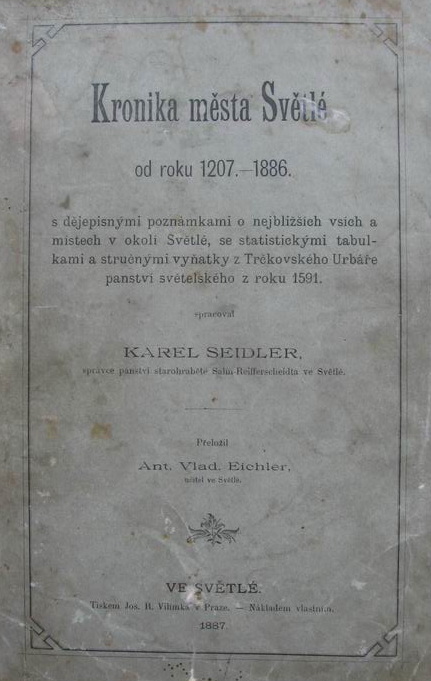 Kronika města Světlé
od roku 1207.—1886.
s dějepisnými poznámkami o nejbližších vsích a
místech v okolí Světlé, se statistickými tabul-
kami a stručnými výňatky z Trčkovského Urbáře
panství světelského z roku 1591.
spracoval
KAREL SEIDLER,
správce panství starohraběte Salm-Reifferscheidta ve Světlé.
Přeložil
Ant. Vlad. Eichler,
učitel ve Světlé.
VE SVĚTLÉ.
Tiskem Jos. R. Vilímka v Praze. — Nákladem vlastním.
1887